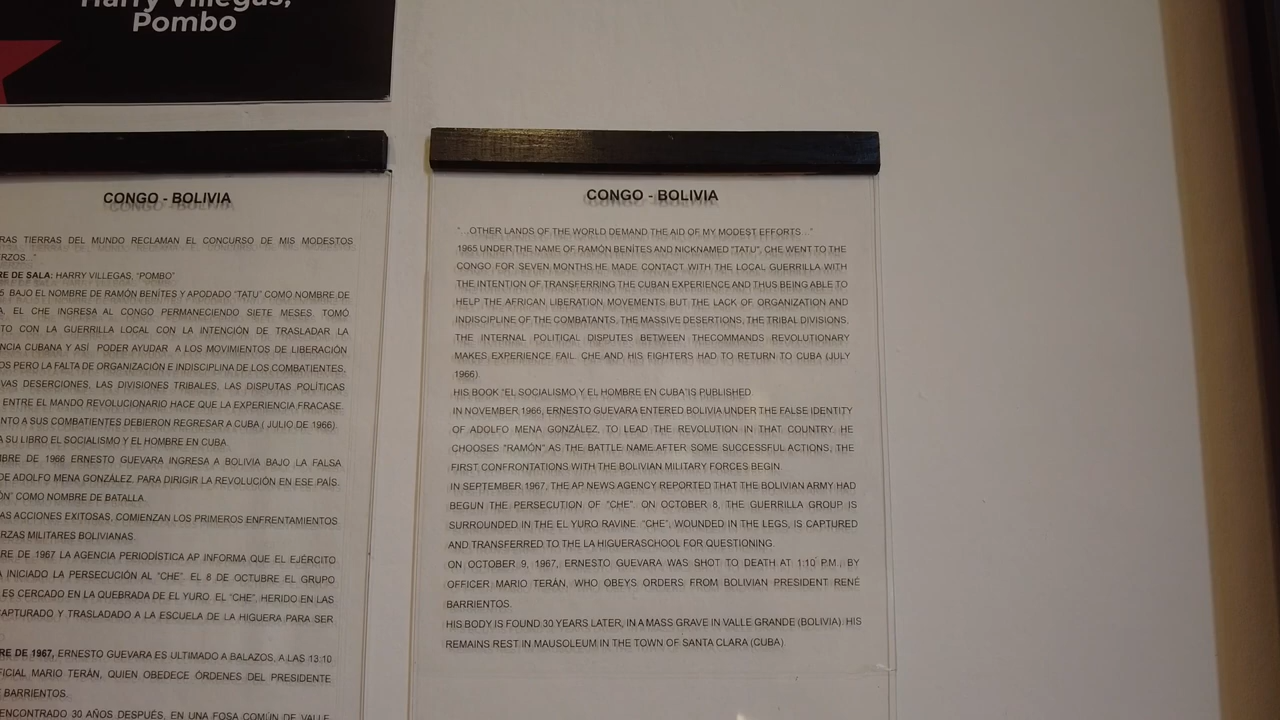 Harry Villegas,
Pombo
CONGO - BOLIVIA
RAS TIERRAS DEL MUNDO RECLAMAN EL CONCURSO DE MIS MODESTOS
RZOS..."
RE DE SALA: HARRY VILLEGAS, "POMBO"
5 BAJO EL NOMBRE DE RAMÓN BENÍTES Y APODADO "TATU" COMO NOMBRE DE
A, EL CHE INGRESA AL CONGO PERMANECIENDO SIETE MESES. TOMÓ
TO CON LA GUERRILLA LOCAL CON LA INTENCIÓN DE TRASLADAR LA
NCIA CUBANA Y ASÍ PODER AYUDAR A LOS MOVIMIENTOS DE LIBERACIÓN
OS PERO LA FALTA DE ORGANIZACIÓN E INDISCIPLINA DE LOS COMBATIENTES,
VAS DESERCIONES, LAS DIVISIONES TRIBALES, LAS DISPUTAS POLÍTICAS
ENTRE EL MANDO REVOLUCIONARIO HACE QUE LA EXPERIENCIA FRACASE.
NTO A SUS COMBATIENTES DEBIERON REGRESAR A CUBA ( JULIO DE 1966).
A SU LIBRO EL SOCIALISMO Y EL HOMBRE EN CUBA.
MBRE DE 1966 ERNESTO GUEVARA INGRESA A BOLIVIA BAJO LA FALSA
DE ADOLFO MENA GONZÁLEZ. PARA DIRIGIR LA REVOLUCIÓN EN ESE PAÍS.
ÓN" COMO NOMBRE DE BATALLA.
AS ACCIONES EXITOSAS, COMIENZAN LOS PRIMEROS ENFRENTAMIENTOS
ERZAS MILITARES BOLIVIANAS.
RE DE 1967 LA AGENCIA PERIODÍSTICA AP INFORMA QUE EL EJÉRCITO
A INICIADO LA PERSECUCIÓN AL "CHE". EL 8 DE OCTUBRE EL GRUPO
ES CERCADO EN LA QUEBRADA DE EL YURO. EL "CHE", HERIDO EN LAS
CAPTURADO Y TRASLADADO A LA ESCUELA DE LA HIGUERA PARA SER
RE DE 1967, ERNESTO GUEVARA ES ULTIMADO A BALAZOS, A LAS 13:10
FICIAL MARIO TERÁN, QUIEN OBEDECE ÓRDENES DEL PRESIDENTE
BARRIENTOS.
ENCONTRADO 30 AÑOS DESPUÉS, EN UNA FOSA COMÚN DE VALLE
CONGO - BOLIVIA
"...OTHER LANDS OF THE WORLD DEMAND THE AID OF MY MODEST EFFORTS ..."
1965 UNDER THE NAME OF RAMÓN BENÍTES AND NICKNAMED "TATU", CHE WENT TO THE
CONGO FOR SEVEN MONTHS.HE MADE CONTACT WITH THE LOCAL GUERRILLA WITH
THE INTENTION OF TRANSFERRING THE CUBAN EXPERIENCE AND THUS BEING ABLE TO
HELP THE AFRICAN LIBERATION MOVEMENTS BUT THE LACK OF ORGANIZATION AND
INDISCIPLINE OF THE COMBATANTS, THE MASSIVE DESERTIONS, THE TRIBAL DIVISIONS,
THE INTERNAL POLITICAL DISPUTES BETWEEN THECOMMANDS REVOLUTIONARY
MAKES EXPERIENCE FAIL. CHE AND HIS FIGHTERS HAD TO RETURN TO CUBA (JULY
1966).
HIS BOOK "EL SOCIALISMO Y EL HOMBRE EN CUBA"IS PUBLISHED.
IN NOVEMBER 1966, ERNESTO GUEVARA ENTERED BOLIVIA UNDER THE FALSE IDENTITY
OF ADOLFO MENA GONZÁLEZ, TO LEAD THE REVOLUTION IN THAT COUNTRY. HE
CHOOSES "RAMÓN" AS THE BATTLE NAME.AFTER SOME SUCCESSFUL ACTIONS, THE
FIRST CONFRONTATIONS WITH THE BOLIVIAN MILITARY FORCES BEGIN.
IN SEPTEMBER 1967, THE AP NEWS AGENCY REPORTED THAT THE BOLIVIAN ARMY HAD
BEGUN THE PERSECUTION OF "CHE". ON OCTOBER 8, THE GUERRILLA GROUP IS
SURROUNDED IN THE EL YURO RAVINE. "CHE", WOUNDED IN THE LEGS, IS CAPTURED
AND TRANSFERRED TO THE LA HIGUERASCHOOL FOR QUESTIONING.
ON OCTOBER 9, 1967, ERNESTO GUEVARA WAS SHOT TO DEATH AT 1:10 P.M., BY
OFFICER MARIO TERÁN, WHO OBEYS ORDERS FROM BOLIVIAN PRESIDENT RENÉ
BARRIENTOS.
HIS BODY IS FOUND 30 YEARS LATER, IN A MASS GRAVE IN VALLE GRANDE (BOLIVIA). HIS
REMAINS REST IN MAUSOLEUM IN THE TOWN OF SANTA CLARA (CUBA)